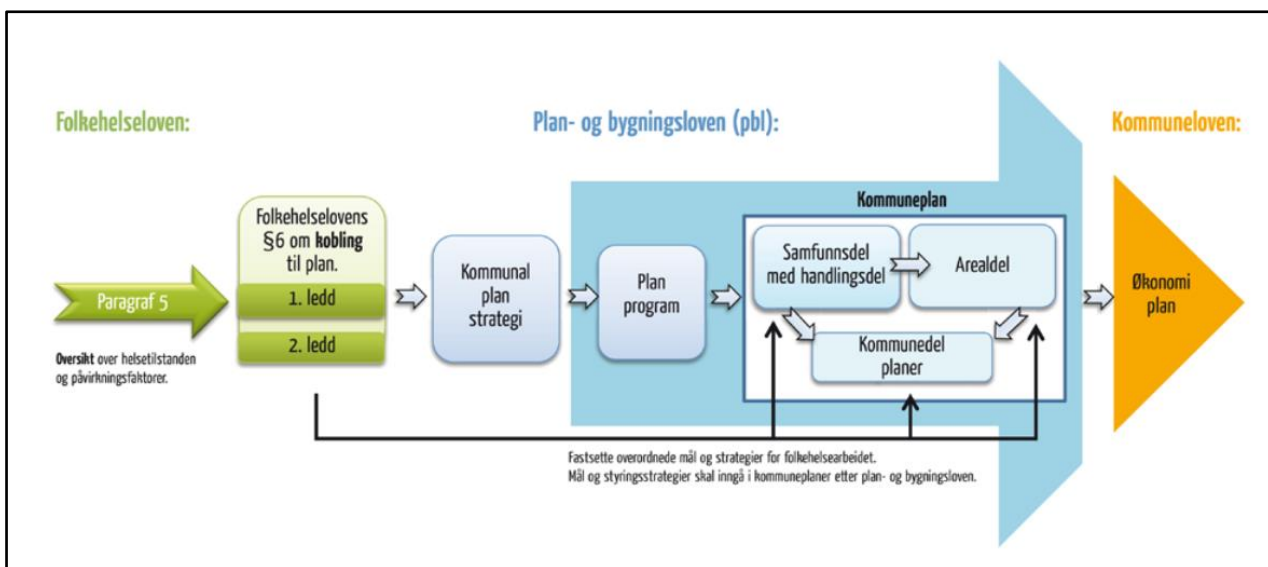 Folkehelseloven:
Plan- og bygningsloven (pbl):
Kommuneloven:
Paragraf 5
Oversikt over helsetilstanden
og påvirkningsfaktorer.
Folkehelselovens
§6 om kobling
til plan.
1. ledd
2. ledd
Kommunal
plan
strategi
Plan
program
Kommuneplan
Samfunnsdel
med handlingsdel
Arealdel
Kommunedel
planer
Økonomi
plan
Fastsette overordnede mål og strategier for folkehelsearbeidet.
Mål og styringsstrategier skal inngå i kommuneplaner etter plan- og bygningsloven.